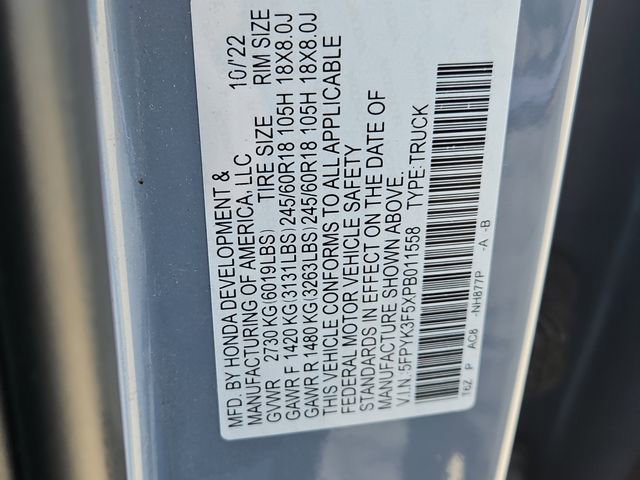 MFD. BY HONDA DEVELOPMENT &
MANUFACTURING OF AMERICA, LLC 10/'22
GVWR 2730 KG (6019LBS) TIRE SIZE RIM SIZE
GAWR F 1420 KG (3131LBS) 245/60R18 105H 18X8.0J
GAWR R 1480 KG (3263LBS) 245/60R18 105H 18X8.0J
THIS VEHICLE CONFORMS TO ALL APPLICABLE
FEDERAL MOTOR VEHICLE SAFETY
STANDARDS IN EFFECT ON THE DATE OF
MANUFACTURE SHOWN ABOVE.
V.I.N. 5FPYK3F5XPB011558 TYPE: TRUCK
T6Z P AC8 -NH877P -A -B